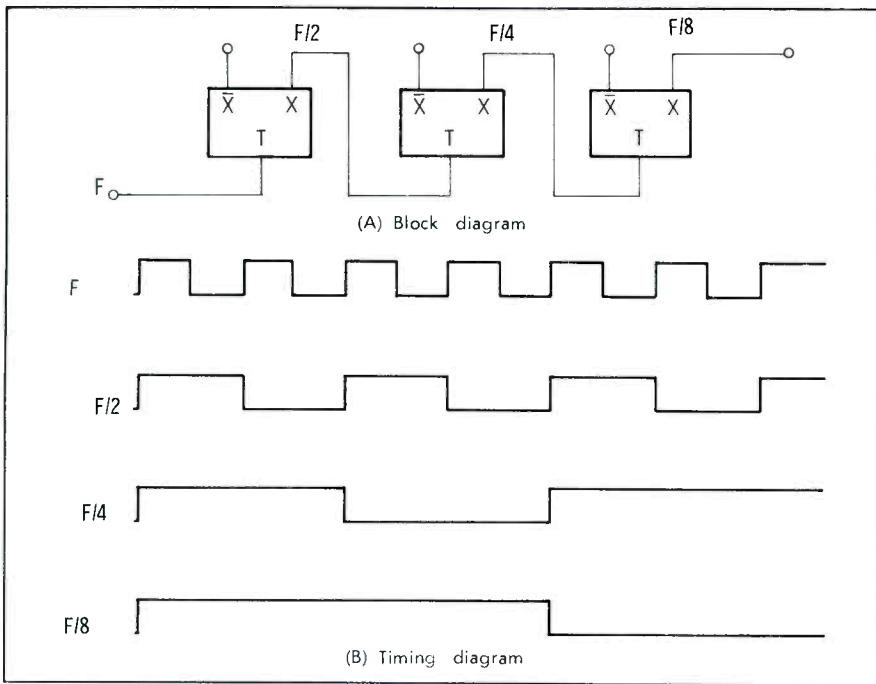 F/2 F/4 F/8
X̅ X X̅ X X̅ X
T T T
F
(A) Block diagram
F
F/2
F/4
F/8
(B) Timing diagram